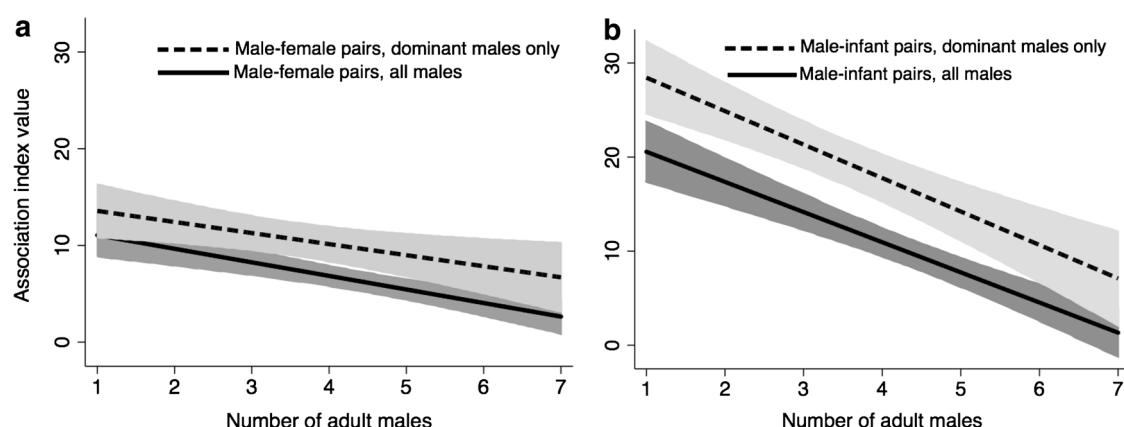 a
Male-female pairs, dominant males only
Male-female pairs, all males
Association index value
30
20
10
0
1 2 3 4 5 6 7
Number of adult males
b
Male-infant pairs, dominant males only
Male-infant pairs, all males
30
20
10
0
1 2 3 4 5 6 7
Number of adult males